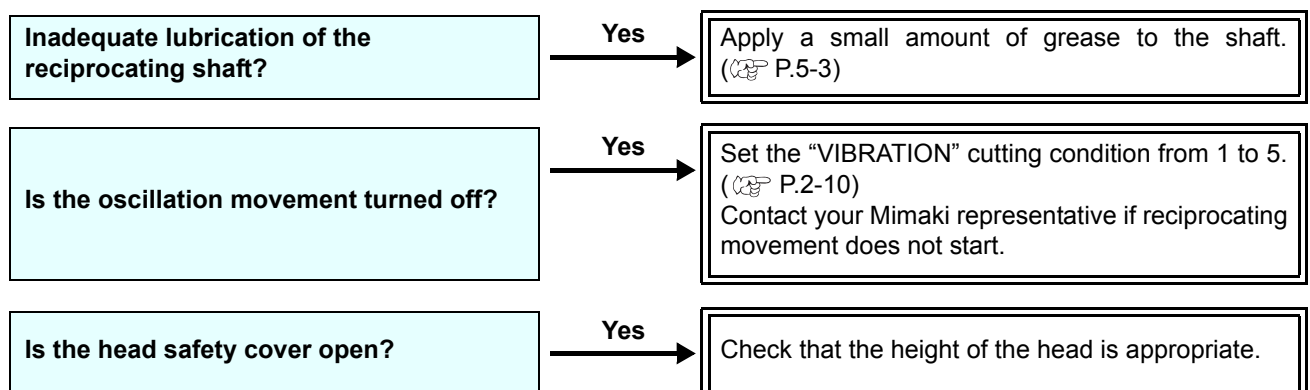 Inadequate lubrication of the
reciprocating shaft?
Yes
Apply a small amount of grease to the shaft.
(☞ P.5-3)
Is the oscillation movement turned off?
Yes
Set the “VIBRATION” cutting condition from 1 to 5.
(☞ P.2-10)
Contact your Mimaki representative if reciprocating
movement does not start.
Is the head safety cover open?
Yes
Check that the height of the head is appropriate.